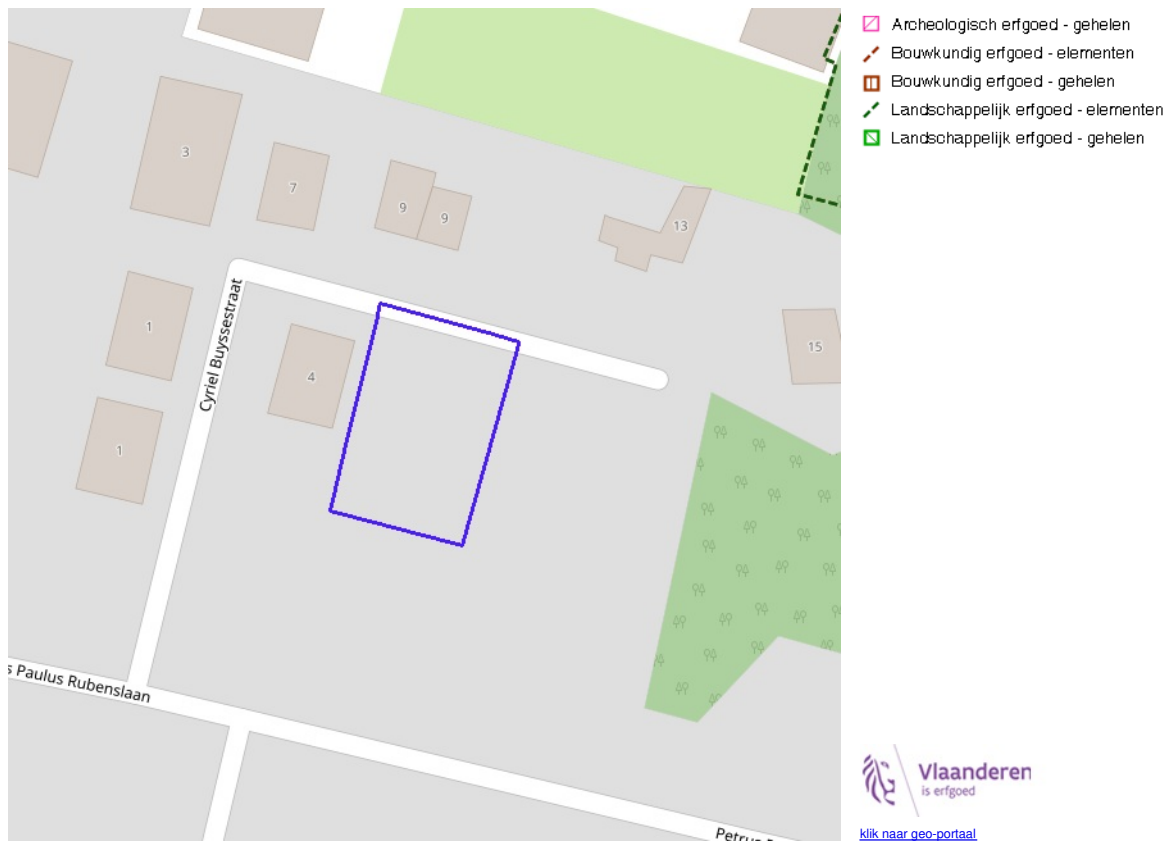 Archeologisch erfgoed - gehelen
Bouwkundig erfgoed - elementen
Bouwkundig erfgoed - gehelen
Landschappelijk erfgoed - elementen
Landschappelijk erfgoed - gehelen
3
7
9
9
13
1
15
4
1
Cyriel Buyssestraat
s Paulus Rubenslaan
Petrus
Vlaanderen
is erfgoed
klik naar geo-portaal